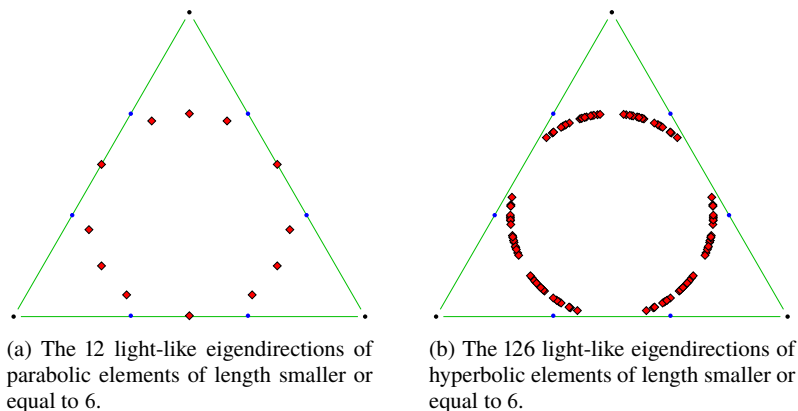 (a) The 12 light-like eigendirections of
parabolic elements of length smaller or
equal to 6.
(b) The 126 light-like eigendirections of
hyperbolic elements of length smaller or
equal to 6.